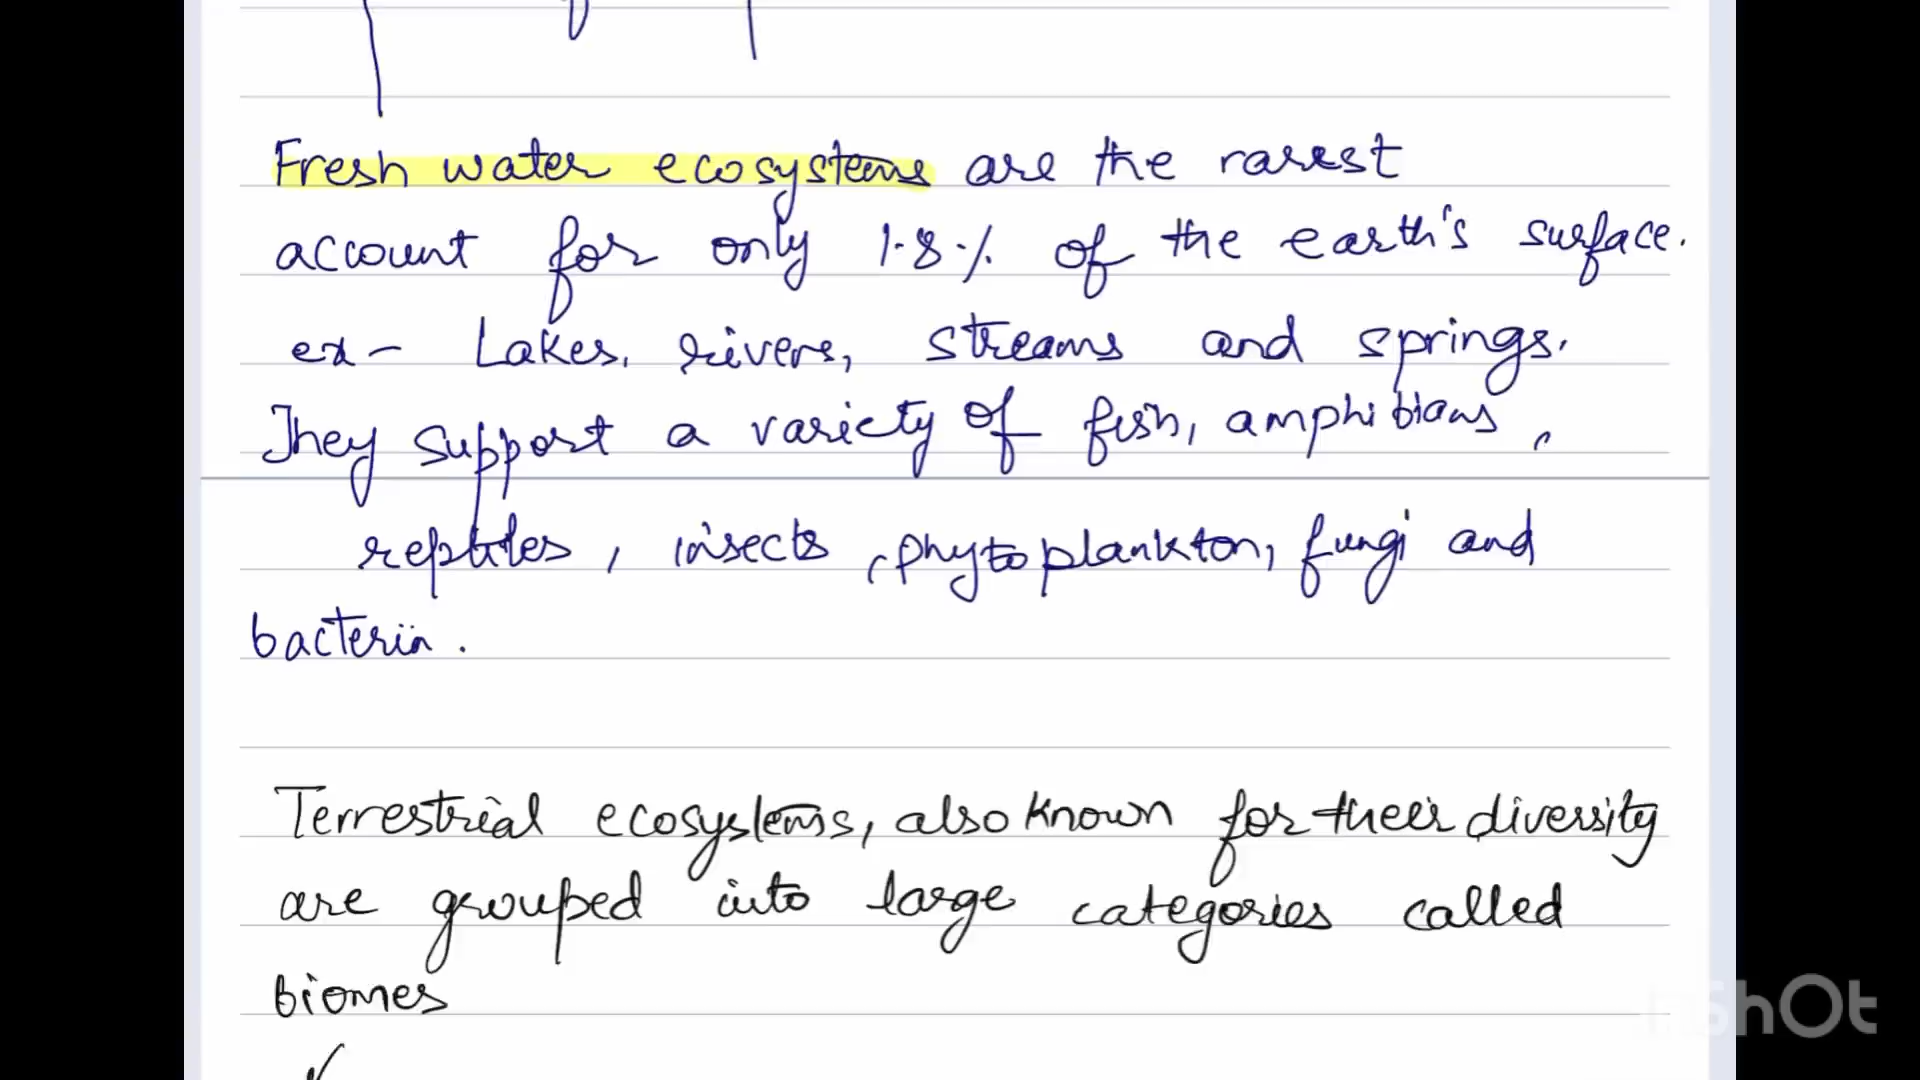 Fresh water ecosystems are the rarest
account for only 1.8% of the earth's surface.
ex- Lakes, rivers, streams and springs.
They support a variety of fish, amphibians,
reptiles, insects, phytoplankton, fungi and
bacteria.
Terrestrial ecosystems, also known for their diversity
are grouped into large categories called
biomes